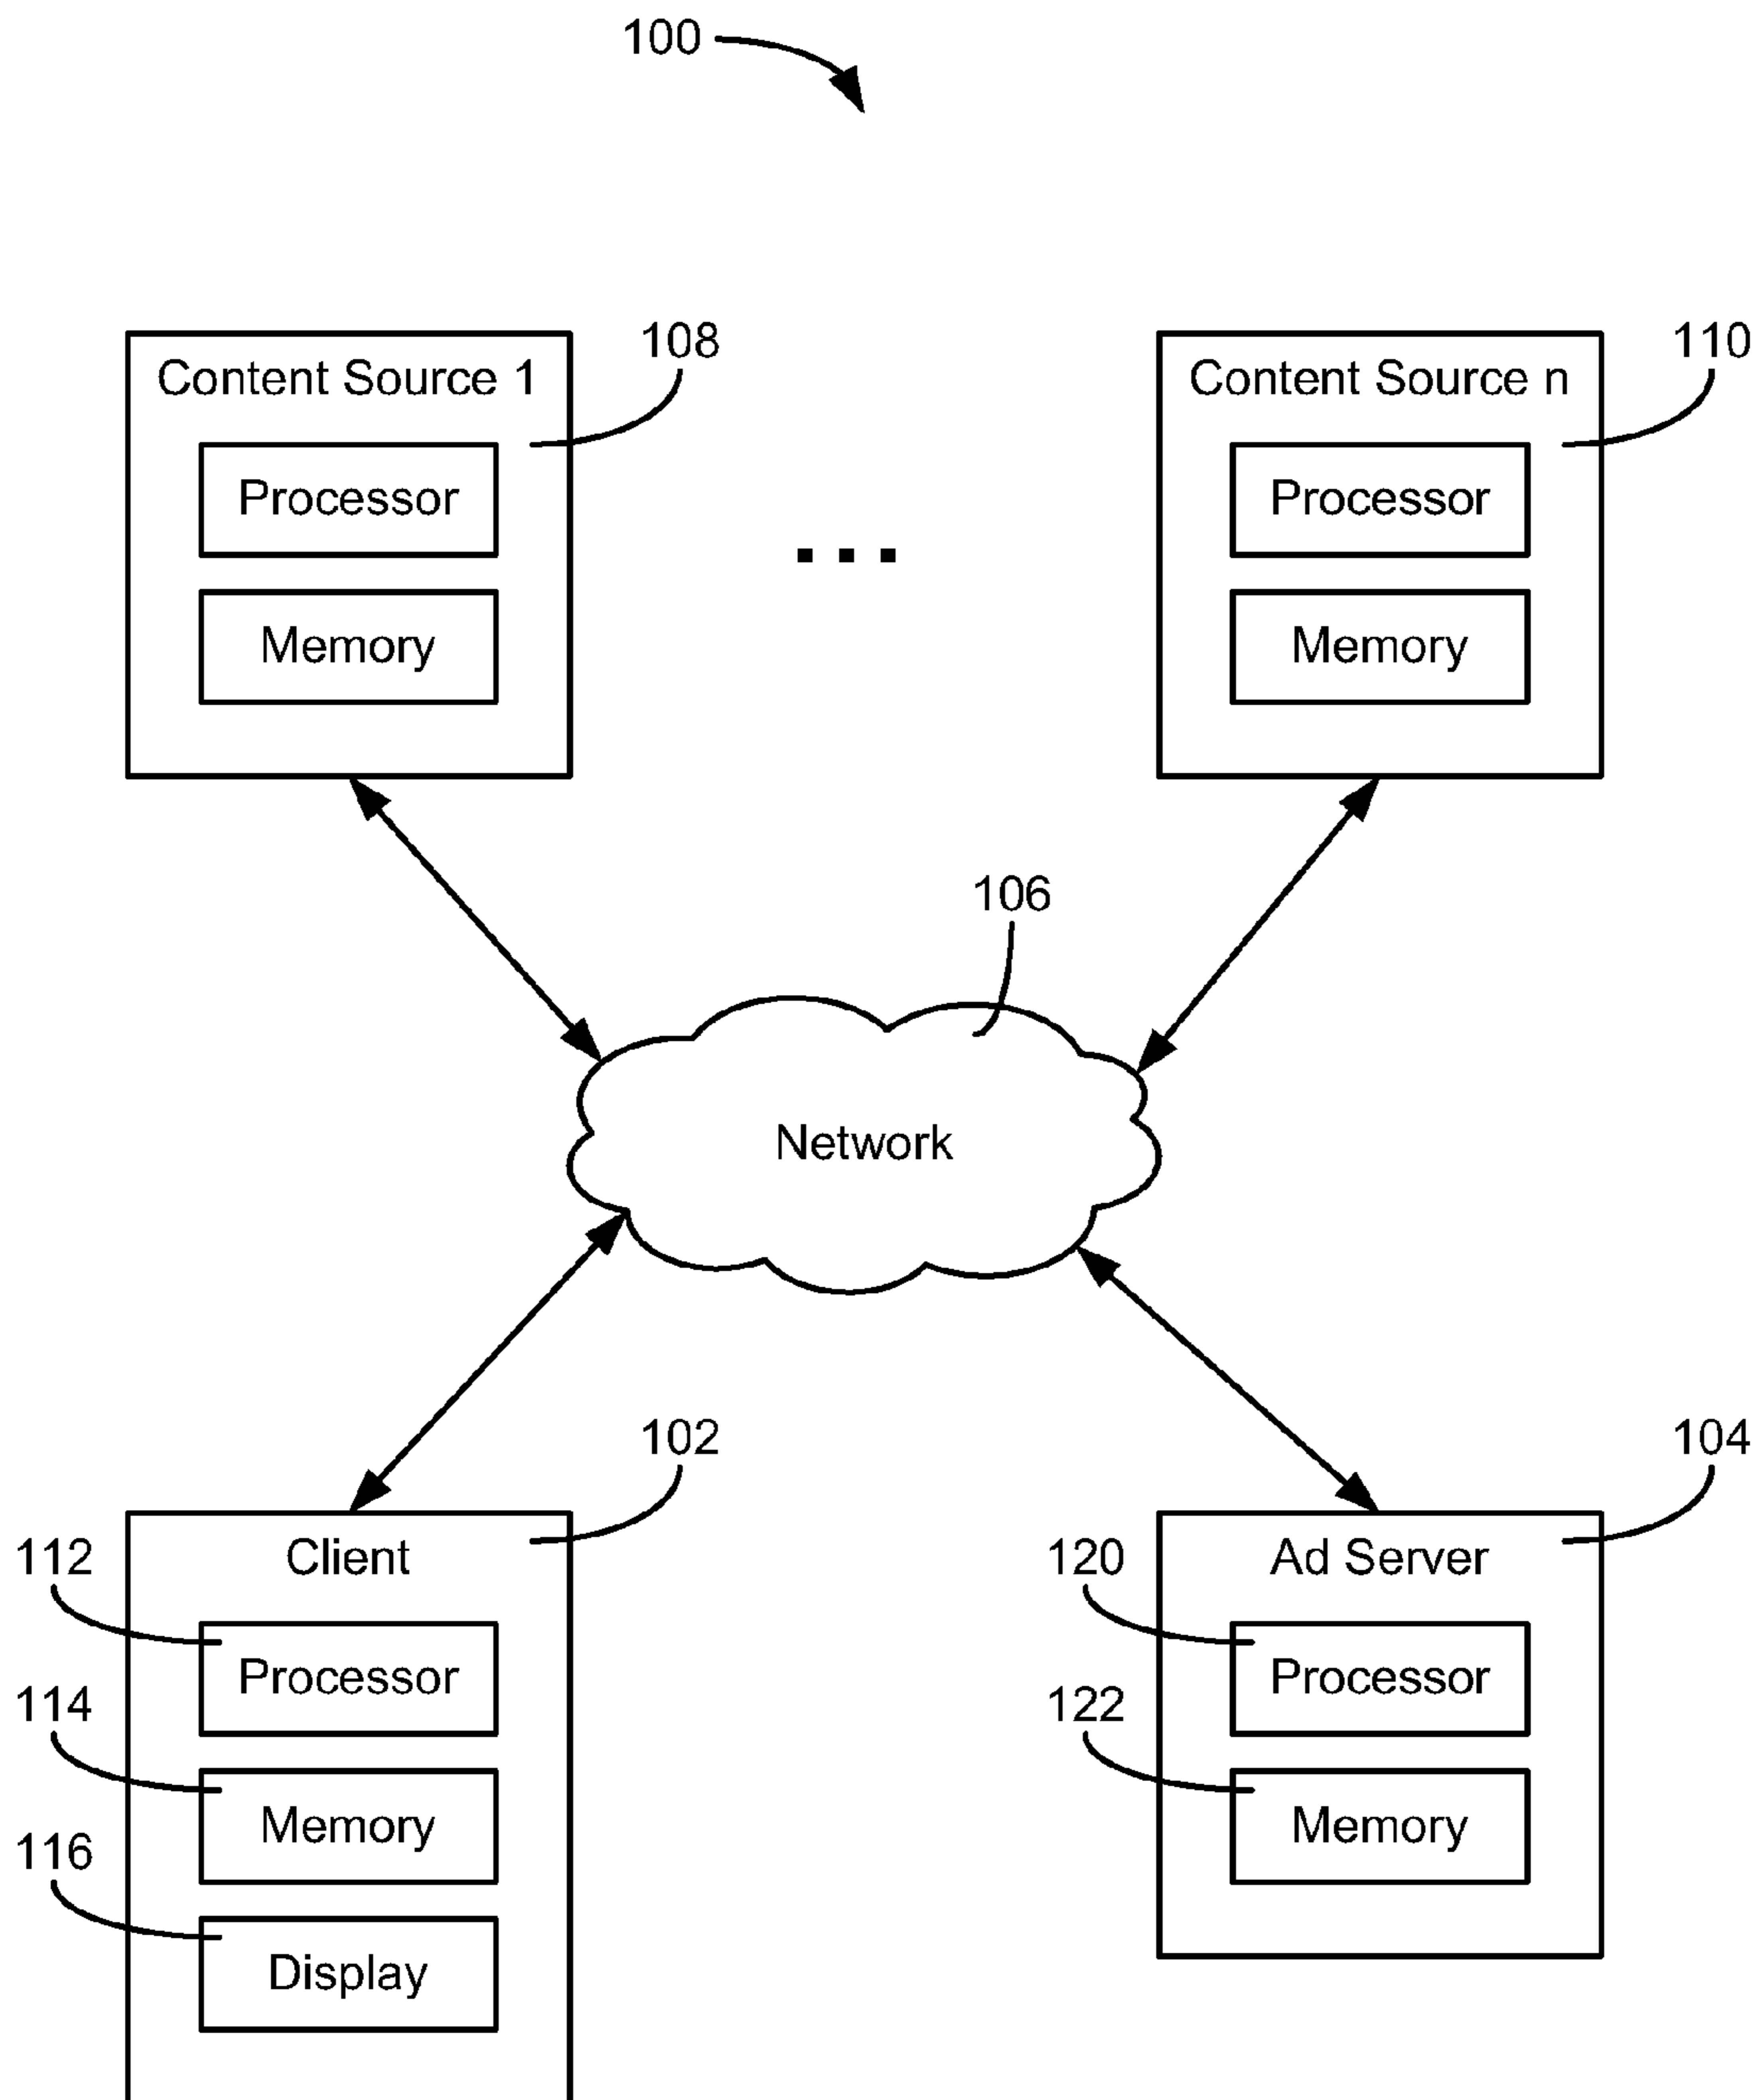 100
108
110
Content Source 1
Content Source n
Processor
Processor
Memory
Memory
106
Network
102
104
112
Client
120
Ad Server
Processor
Processor
114
122
Memory
Memory
116
Display